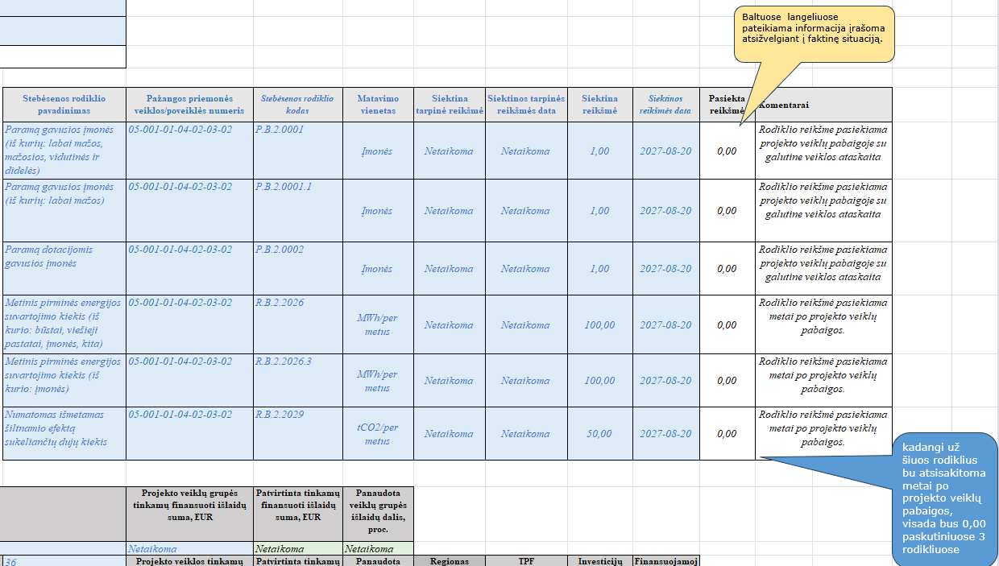 Baltuose langeliuose
pateikiama informacija įrašoma
atsižvelgiant į faktinę situaciją.
Stebėsenos rodiklio
pavadinimas
Pažangos priemonės
veiklos/poveiklės numeris
Stebėsenos rodiklio
kodas
Matavimo
vienetas
Siektina
tarpinė reikšmė
Siektinos tarpinės
reikšmės data
Siektina
reikšmė
Siektinos
reikšmės data
Pasiekta
reikšmė
Komentarai
Paramą gavusios įmonės
(iš kurių: labai mažos,
mažosios, vidutinės ir
didelės)
05-001-01-04-02-03-02
P.B.2.0001
Įmonės
Netaikoma
Netaikoma
1,00
2027-08-20
0,00
Rodiklio reikšme pasiekiama
projekto veiklų pabaigoje su
galutine veiklos ataskaita
Paramą gavusios įmonės
(iš kurių: labai mažos)
05-001-01-04-02-03-02
P.B.2.0001.1
Įmonės
Netaikoma
Netaikoma
1,00
2027-08-20
0,00
Rodiklio reikšme pasiekiama
projekto veiklų pabaigoje su
galutine veiklos ataskaita
Paramą dotacijomis
gavusios įmonės
05-001-01-04-02-03-02
P.B.2.0002
Įmonės
Netaikoma
Netaikoma
1,00
2027-08-20
0,00
Rodiklio reikšme pasiekiama
projekto veiklų pabaigoje su
galutine veiklos ataskaita
Metinis pirminės energijos
suvartojimo kiekis (iš
kurio: būstai, viešieji
pastatai, įmonės, kita)
05-001-01-04-02-03-02
R.B.2.2026
MWh/per
metus
Netaikoma
Netaikoma
100,00
2027-08-20
0,00
Rodiklio reikšmė pasiekiama
metai po projekto veiklų
pabaigos.
Metinis pirminės energijos
suvartojimo kiekis (iš
kurio: įmonės)
05-001-01-04-02-03-02
R.B.2.2026.3
MWh/per
metus
Netaikoma
Netaikoma
100,00
2027-08-20
0,00
Rodiklio reikšmė pasiekiama
metai po projekto veiklų
pabaigos.
Numatomas išmetamas
šiltnamio efektą
sukeliančių dujų kiekis
05-001-01-04-02-03-02
R.B.2.2029
tCO2/per
metus
Netaikoma
Netaikoma
50,00
2027-08-20
0,00
Rodiklio reikšmė pasiekiama
metai po projekto veiklų
pabaigos.
kadangi už
šiuos rodiklius
bu atsisakitoma
metai po
projekto veiklų
pabaigos,
visada bus 0,00
paskutiniuose 3
rodikliuose
Projekto veiklų grupės
tinkamų finansuoti išlaidų
suma, EUR
Patvirtinta tinkamų
finansuoti išlaidų
suma, EUR
Panaudota
veiklų grupės
išlaidų dalis,
proc.
Netaikoma
Netaikoma
Netaikoma
36
Projekto veiklos tinkamų
Patvirtinta tinkamų
Panaudota
Regionas
TPF
Investicijų
Finansuojamoj